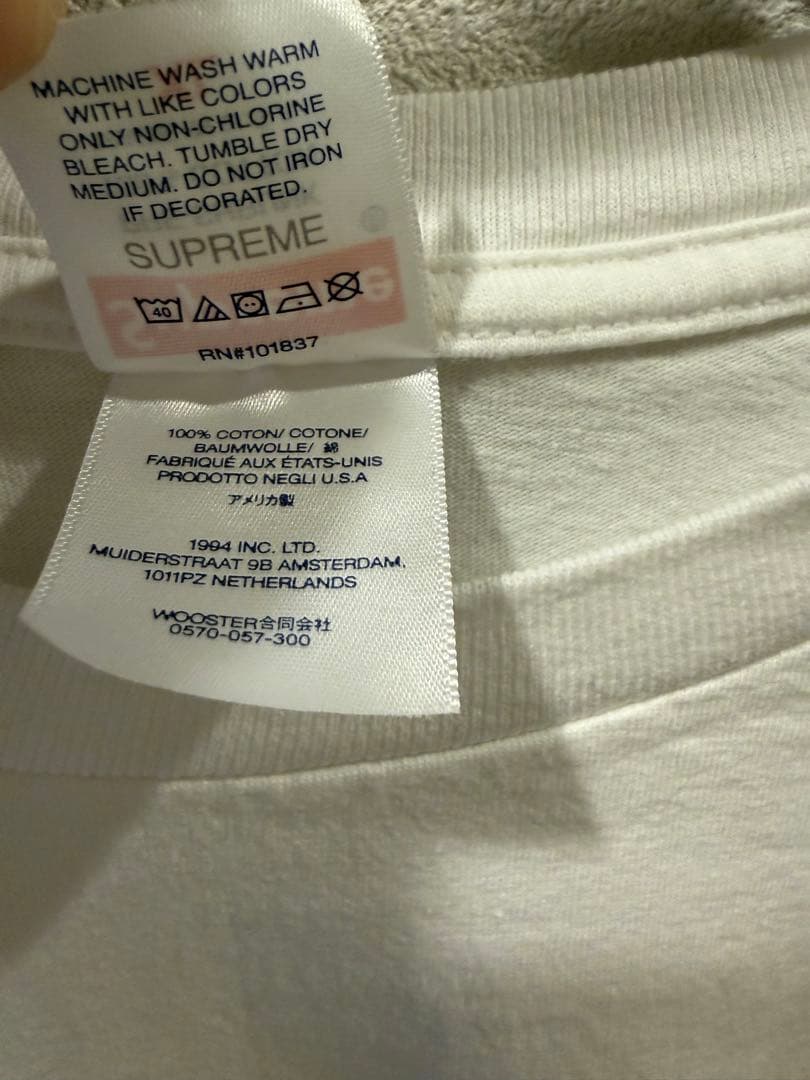 MACHINE WASH WARM
WITH LIKE COLORS
ONLY NON-CHLORINE
BLEACH. TUMBLE DRY
MEDIUM. DO NOT IRON
IF DECORATED.
SUPREME
40
RN#101837
100% COTON/ COTONE/
BAUMWOLLE/ 綿
FABRIQUÉ AUX ÉTATS-UNIS
PRODOTTO NEGLI U.S.A
アメリカ製
1994 INC. LTD.
MUIDERSTRAAT 9B AMSTERDAM,
1011PZ NETHERLANDS
WOOSTER合同会社
0570-057-300